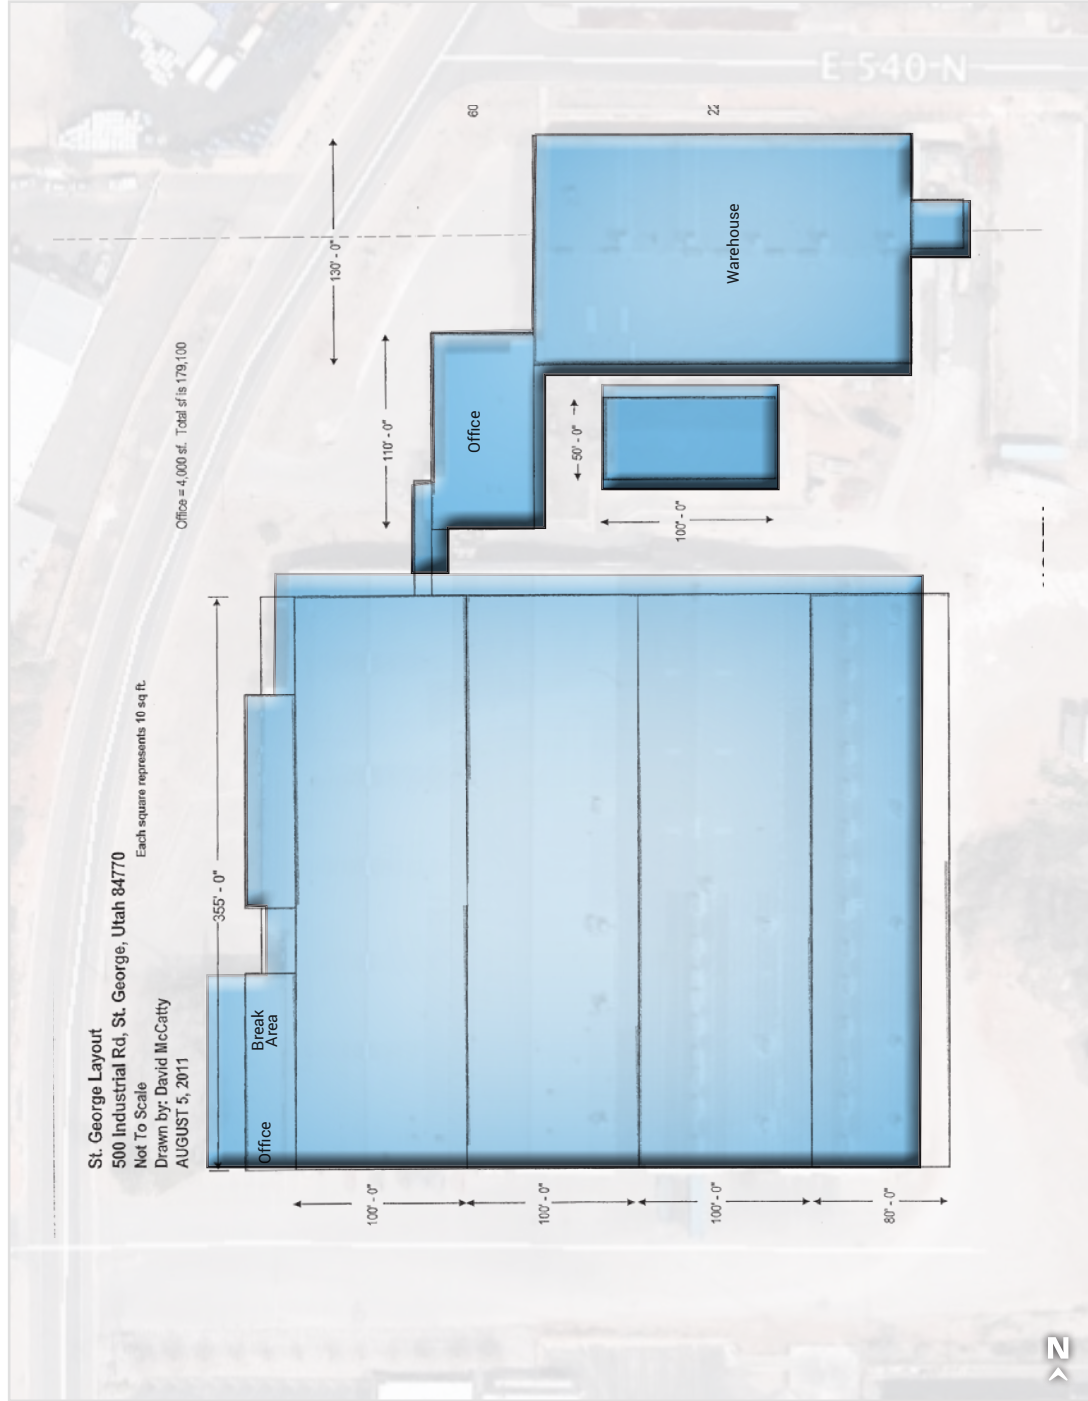 St. George Layout
500 Industrial Rd, St. George, Utah 84770
Not To Scale
Drawn by: David McCatty
AUGUST 5, 2011
Each square represents 10 sq ft.
Office = 4,000 sf. Total sf is 179,100
E 540 N
60
22
130' - 0"
110' - 0"
50' - 0"
100' - 0"
355' - 0"
Warehouse
Office
Break
Area
Office
100' - 0"
100' - 0"
100' - 0"
80' - 0"
N